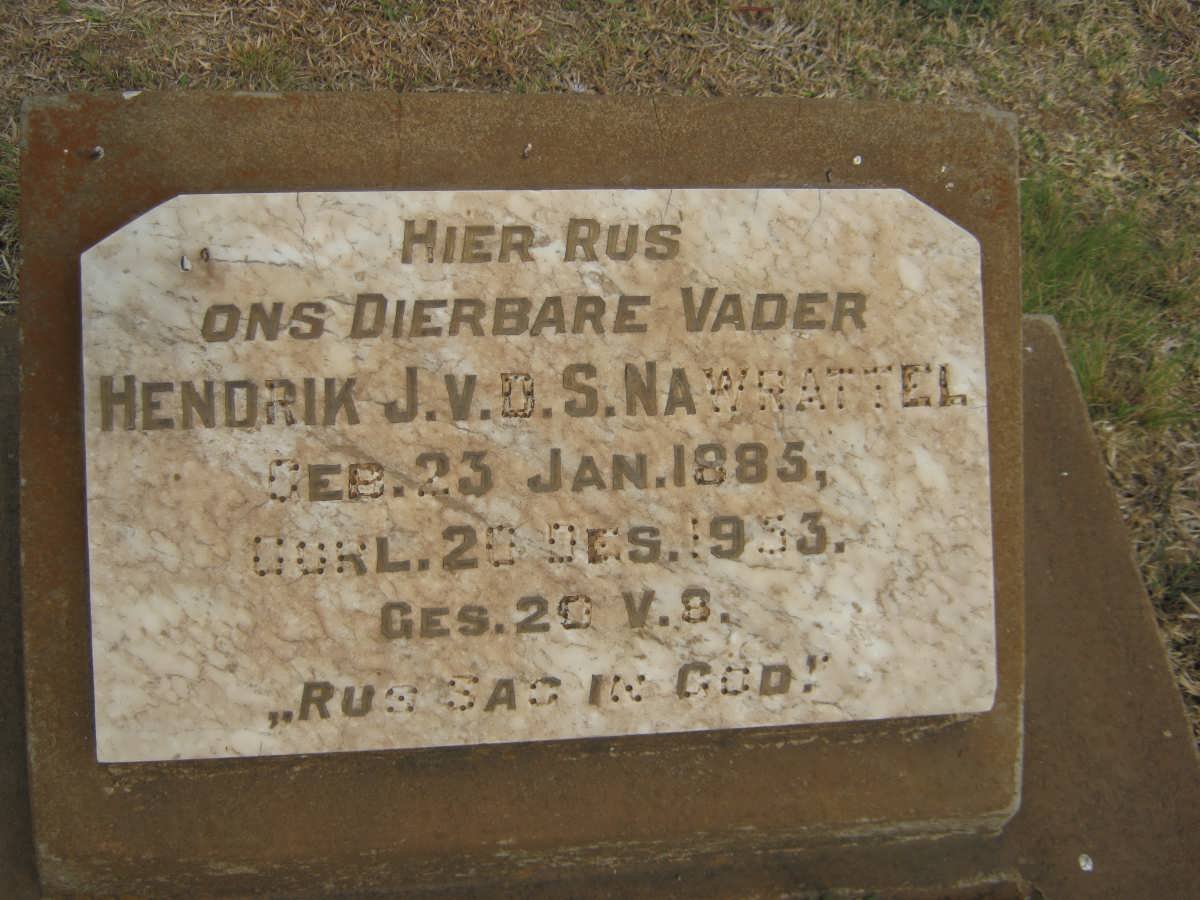 HIER RUS
ONS DIERBARE VADER
HENDRIK J.V.D.S. NAWRATTEL
GEB. 23 JAN. 1885,
OORL. 20 DES. 1953.
GES. 20 V. 8.
„RUS SAG IN GOD!"